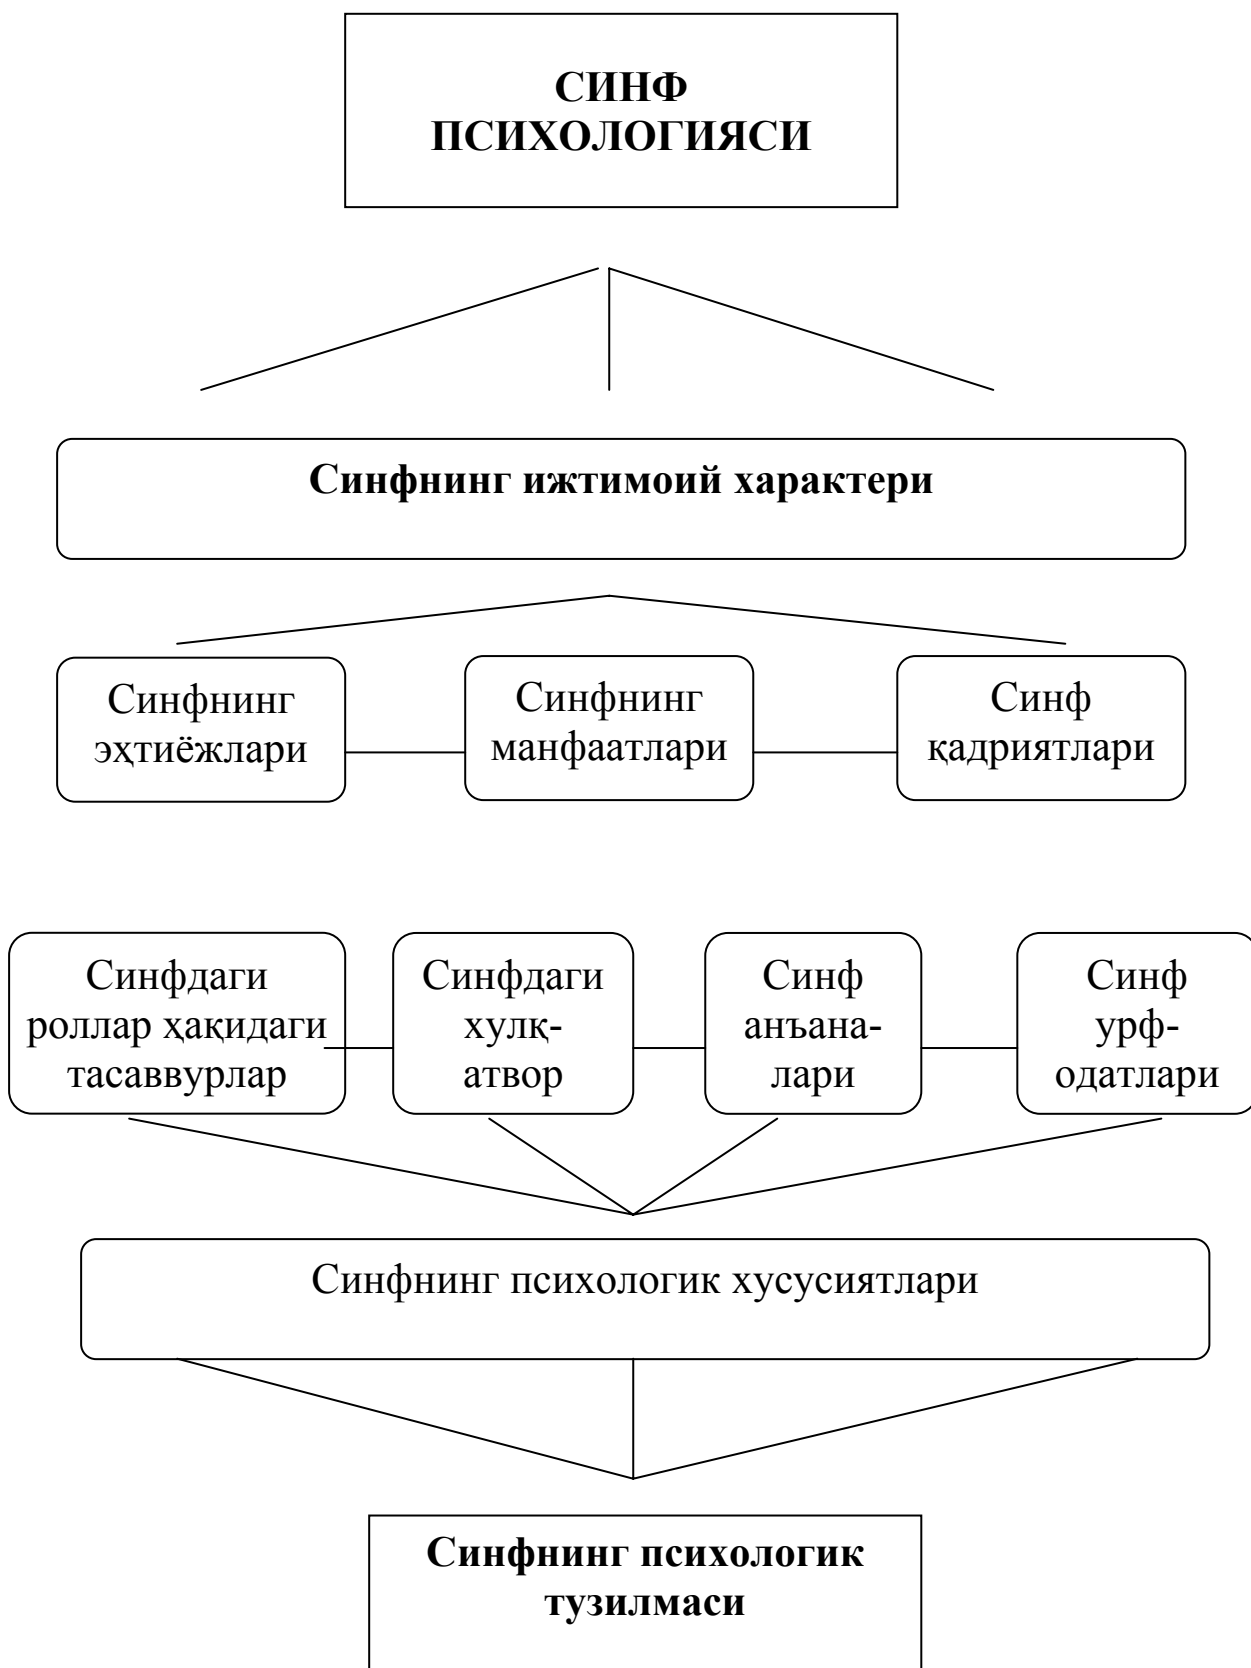 СИНФ
ПСИХОЛОГИЯСИ
Синфнинг ижтимоий характери
Синфнинг
эҳтиёжлари
Синфнинг
манфаатлари
Синф
қадриятлари
Синфдаги
роллар ҳақидаги
тасаввурлар
Синфдаги
хулқ-
атвор
Синф
анъана-
лари
Синф
урф-
одатлари
Синфнинг психологик хусусиятлари
Синфнинг психологик
тузилмаси